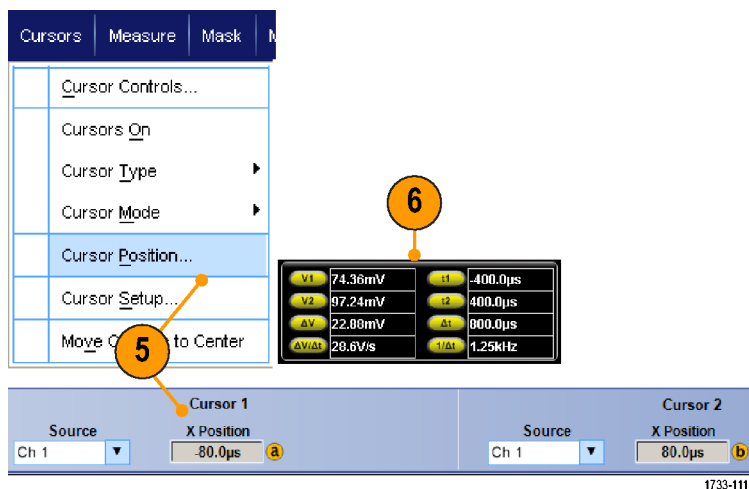 Cursors Measure Mask
Cursor Controls...
Cursors On
Cursor Type
Cursor Mode
Cursor Position...
Cursor Setup...
Move to Center
5
6
V1 74.36mV t1 -400.0µs
V2 97.24mV t2 400.0µs
ΔV 22.88mV Δt 800.0µs
ΔV/Δt 28.6V/s 1/Δt 1.25kHz
Cursor 1 Cursor 2
Source X Position Source X Position
Ch 1 -80.0µs a Ch 1 80.0µs b
1733-111